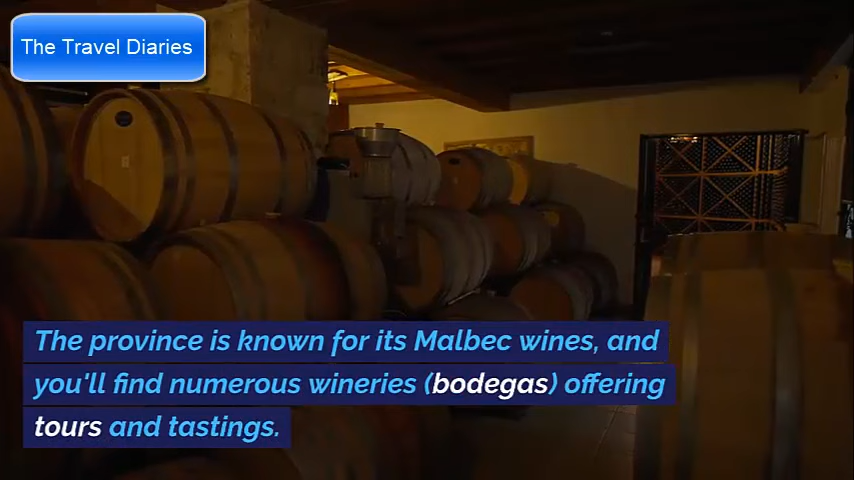 The Travel Diaries
The province is known for its Malbec wines, and
you'll find numerous wineries (bodegas) offering
tours and tastings.